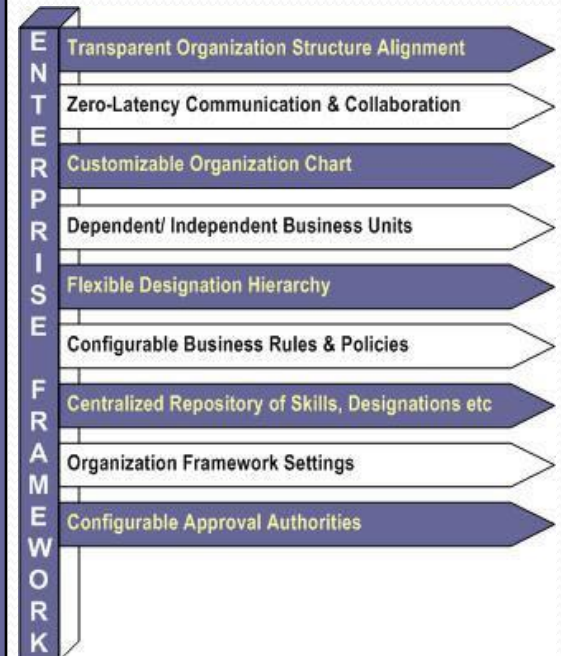 ENTERPRISE FRAMEWORK
Transparent Organization Structure Alignment
Zero-Latency Communication & Collaboration
Customizable Organization Chart
Dependent/ Independent Business Units
Flexible Designation Hierarchy
Configurable Business Rules & Policies
Centralized Repository of Skills, Designations etc
Organization Framework Settings
Configurable Approval Authorities